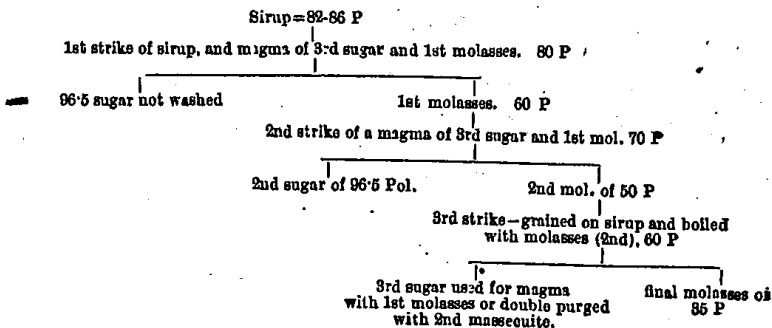 Sirup=82-86 P
1st strike of sirup, and magma of 3rd sugar and 1st molasses. 80 P
96·5 sugar not washed
1st molasses. 60 P
2nd strike of a magma of 3rd sugar and 1st mol. 70 P
2nd sugar of 96·5 Pol.
2nd mol. of 50 P
3rd strike—grained on sirup and boiled
with molasses (2nd), 60 P
3rd sugar used for magma
with 1st molasses or double purged
with 2nd massecuite.
final molasses of
35 P